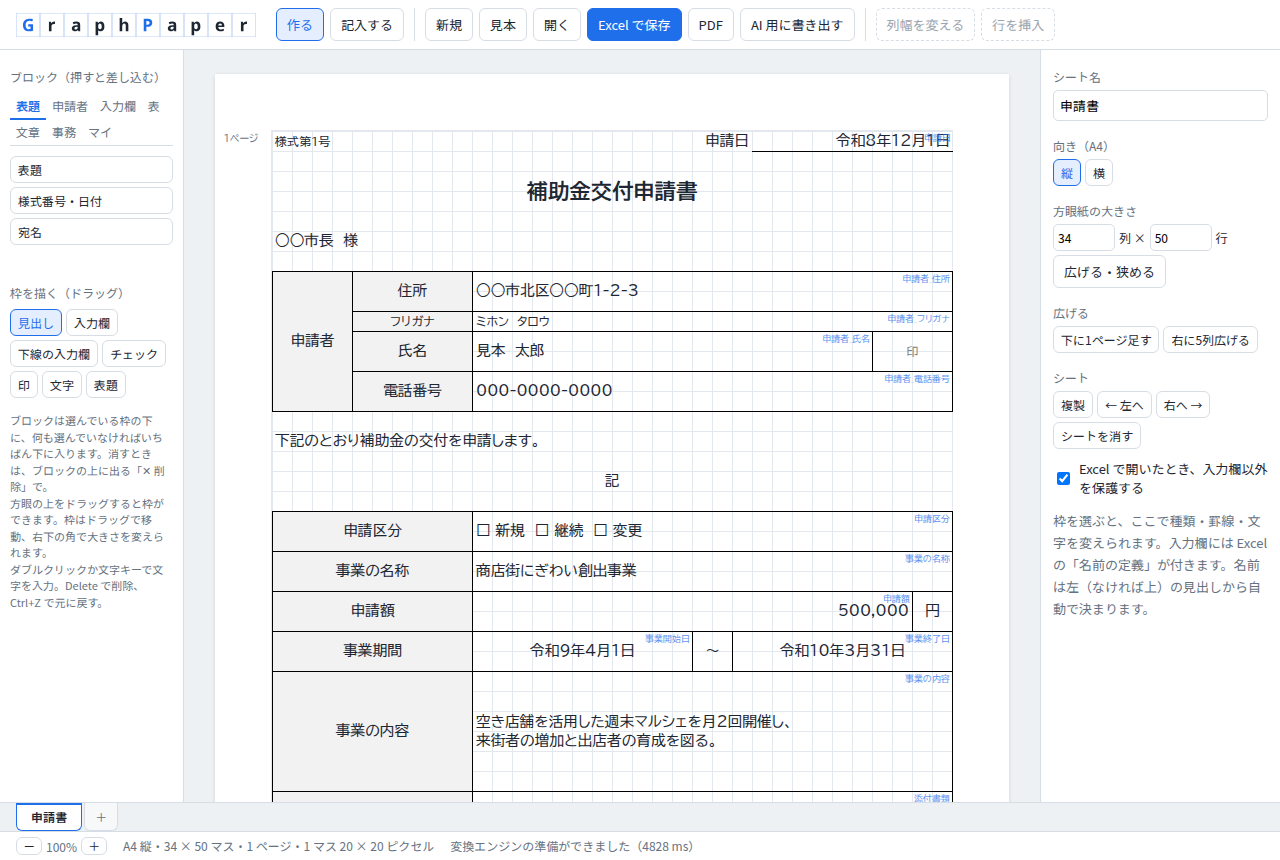 GraphPaper
作る 記入する 新規 見本 開く Excel で保存 PDF AI 用に書き出す 列幅を変える 行を挿入
ブロック（押すと差し込む）
表題 申請者 入力欄 表
文章 事務 マイ
表題
様式番号・日付
宛名
枠を描く（ドラッグ）
見出し 入力欄
下線の入力欄 チェック
印 文字 表題
ブロックは選んでいる枠の下
に、何も選んでいなければいち
ばん下に入ります。消すとき
は、ブロックの上に出る「✕ 削
除」で。
方眼の上をドラッグすると枠が
できます。枠はドラッグで移
動、右下の角で大きさを変えら
れます。
ダブルクリックか文字キーで文
字を入力。Delete で削除、
Ctrl+Z で元に戻す。
1ページ
様式第1号 申請日 令和8年12月1日
補助金交付申請書
〇〇市長 様
申請者
住所 〇〇市北区〇〇町1-2-3 申請者 住所
フリガナ ミホン タロウ 申請者 フリガナ
氏名 見本 太郎 申請者 氏名 印
電話番号 000-0000-0000 申請者 電話番号
下記のとおり補助金の交付を申請します。
記
申請区分 ☐ 新規 ☐ 継続 ☐ 変更 申請区分
事業の名称 商店街にぎわい創出事業 事業の名称
申請額 500,000 申請額 円
事業期間 令和9年4月1日 事業開始日 ～ 令和10年3月31日 事業終了日
事業の内容 事業の内容
空き店舗を活用した週末マルシェを月2回開催し、
来街者の増加と出店者の育成を図る。
添付書類
シート名
申請書
向き（A4）
縦 横
方眼紙の大きさ
34 列 × 50 行
広げる・狭める
広げる
下に1ページ足す 右に5列広げる
シート
複製 ← 左へ 右へ →
シートを消す
Excel で開いたとき、入力欄以外
を保護する
枠を選ぶと、ここで種類・罫線・文
字を変えられます。入力欄には Excel
の「名前の定義」が付きます。名前
は左（なければ上）の見出しから自
動で決まります。
申請書 +
− 100% + A4 縦・34 × 50 マス・1 ページ・1 マス 20 × 20 ピクセル 変換エンジンの準備ができました（4828 ms）